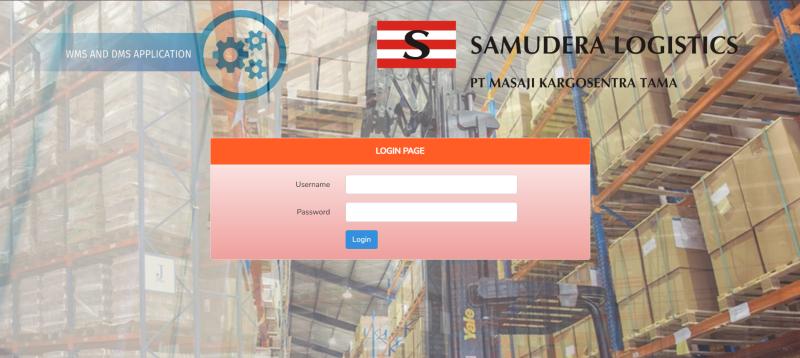 WMS AND DMS APPLICATION
S
SAMUDERA LOGISTICS
PT MASAJI KARGOSENTRA TAMA
LOGIN PAGE
Username
Password
Login
J
Yale